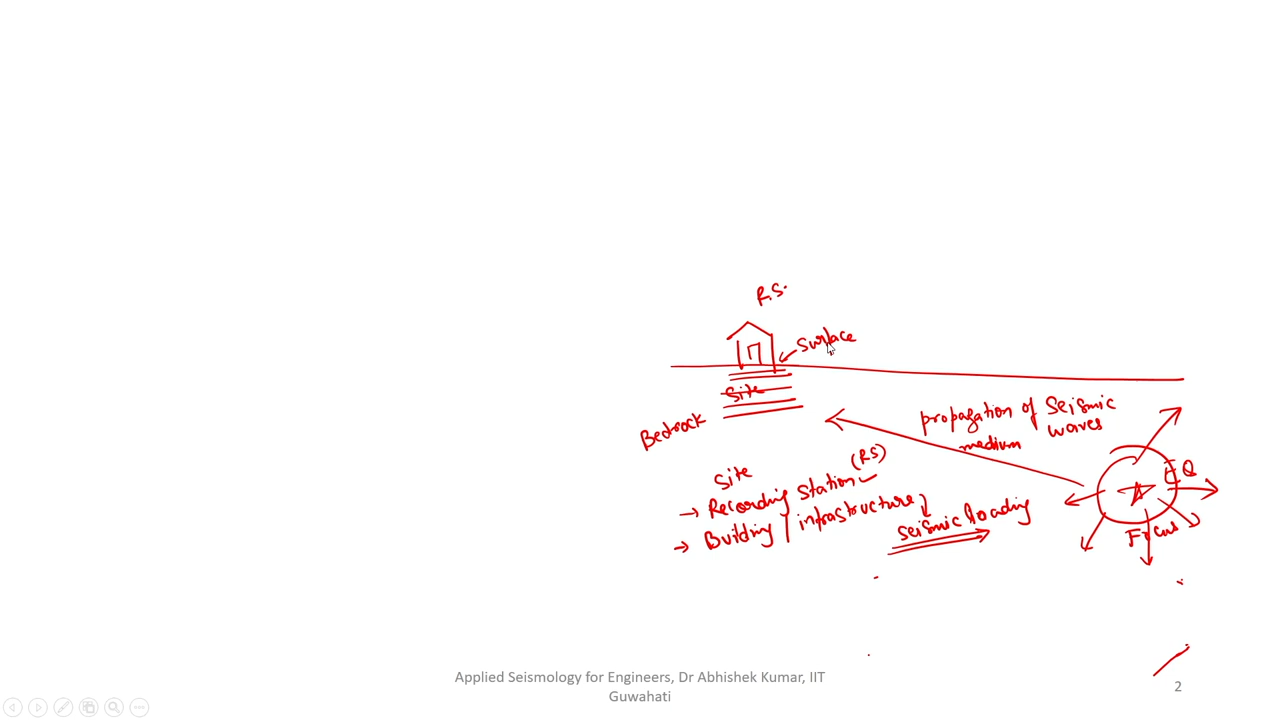 R.S.
Surface
Site
Bedrock
propagation of Seismic
waves
medium
EQ
Focus
Site
→ Recording Station (RS)
→ Building / infrastructure
seismic loading
Applied Seismology for Engineers, Dr Abhishek Kumar, IIT
Guwahati
2